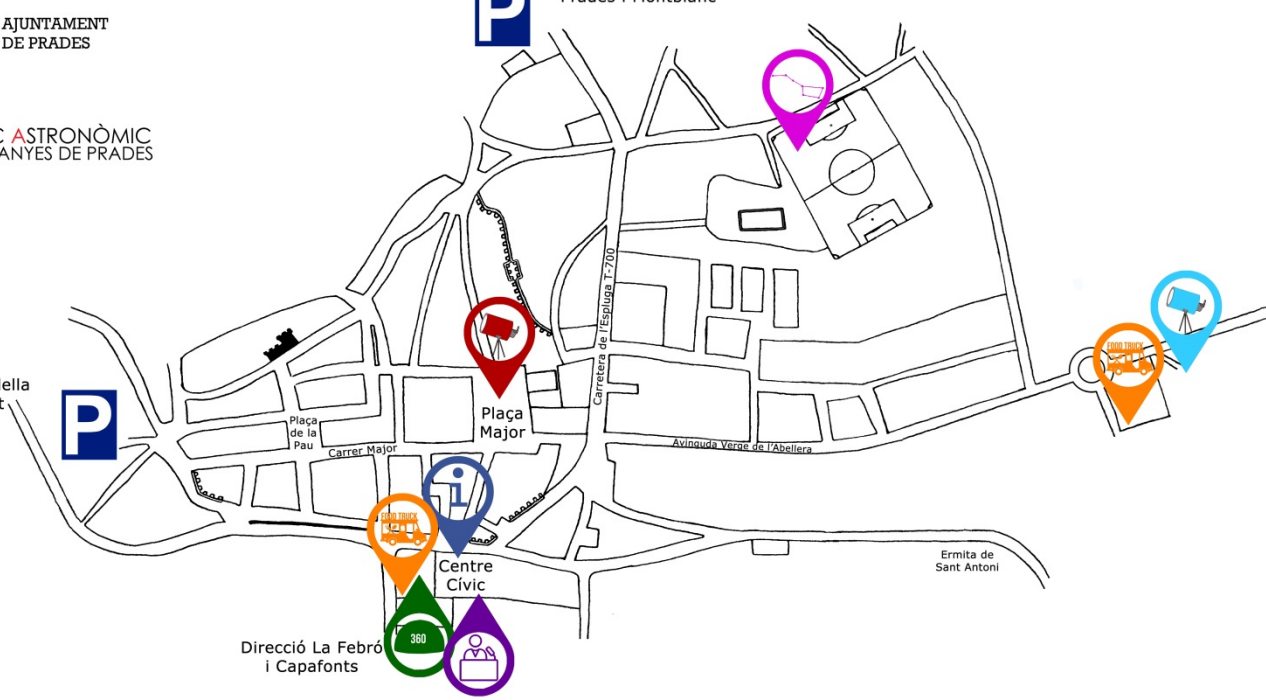 P
Prades i Montblanc
AJUNTAMENT
DE PRADES
C ASTRONÒMIC
ANYES DE PRADES
Carretera de l'Espluga T-700
FOOD TRUCK
della
t
P
Plaça
Major
Plaça
de la
Pau
Carrer Major
Avinguda Verge de l'Abellera
i
FOOD TRUCK
Centre
Cívic
Ermita de
Sant Antoni
360
Direcció La Febró
i Capafonts